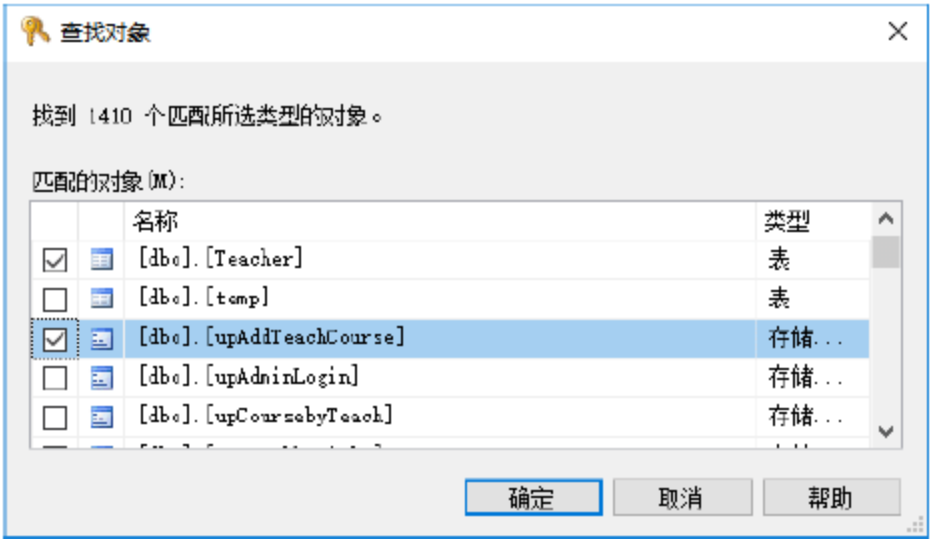 查找对象
找到 1410 个匹配所选类型的对象。
匹配的对象(M):
名称 类型
[dbo].[Teacher] 表
[dbo].[temp] 表
[dbo].[upAddTeachCourse] 存储...
[dbo].[upAdminLogin] 存储...
[dbo].[upCoursebyTeach] 存储...
确定 取消 帮助